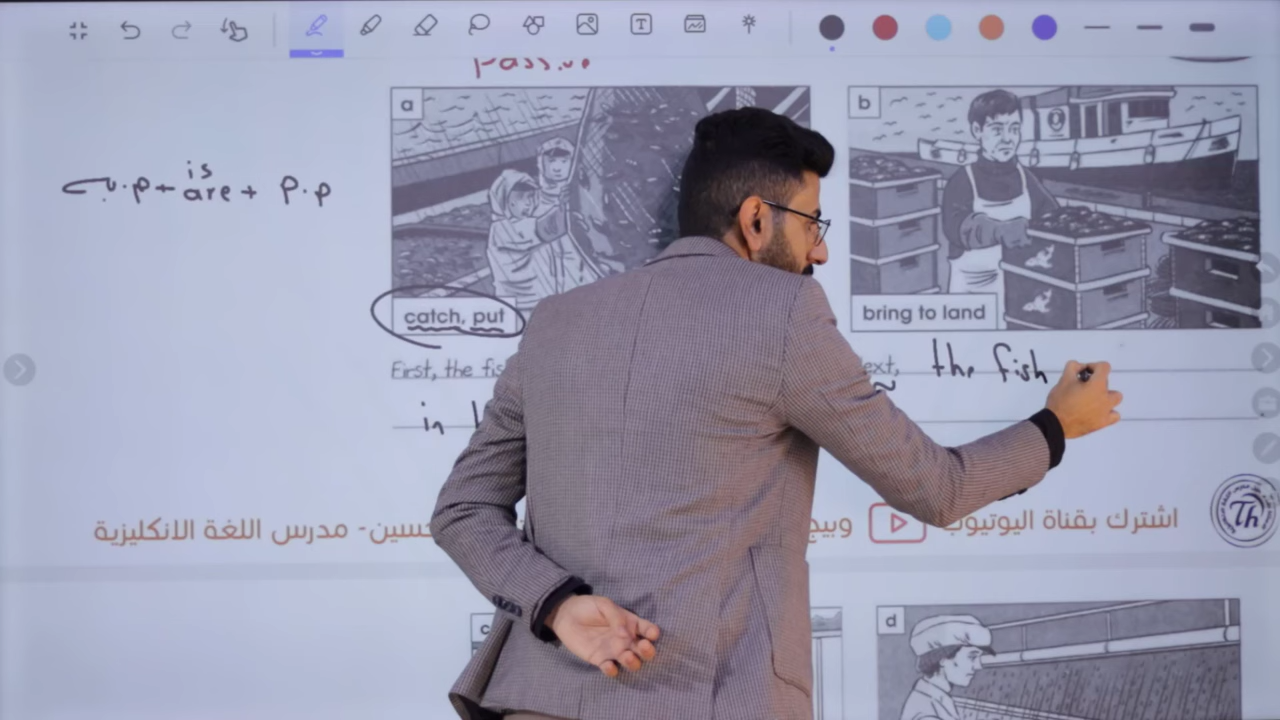 passive
a
b
is
are + p.p
catch, put
bring to land
First, the fis
ext, the fish
in
اشترك بقناة اليوتيوب
وبيج
حسين- مدرس اللغة الانكليزية
Th
c
d